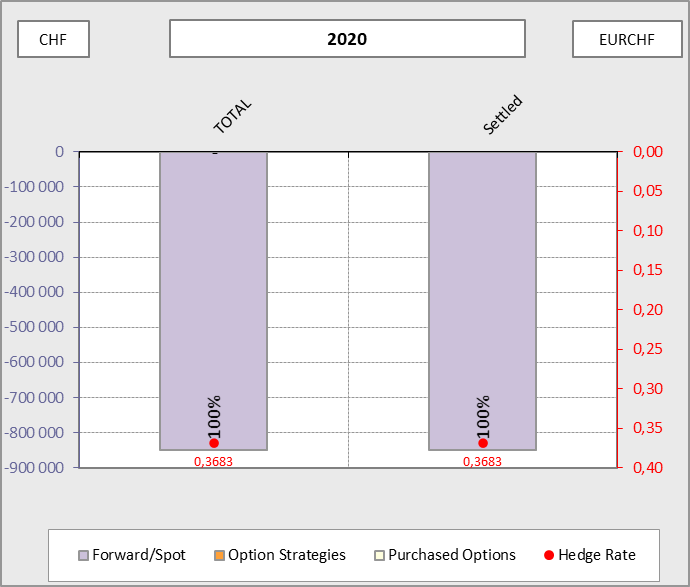 CHF 2020 EURCHF
TOTAL Settled
0 0,00
-100 000 0,05
-200 000 0,10
-300 000 0,15
-400 000 0,20
-500 000 0,25
-600 000 0,30
-700 000 0,35
-800 000 0,40
-900 000
100% 100%
0,3683 0,3683
Forward/Spot Option Strategies Purchased Options Hedge Rate